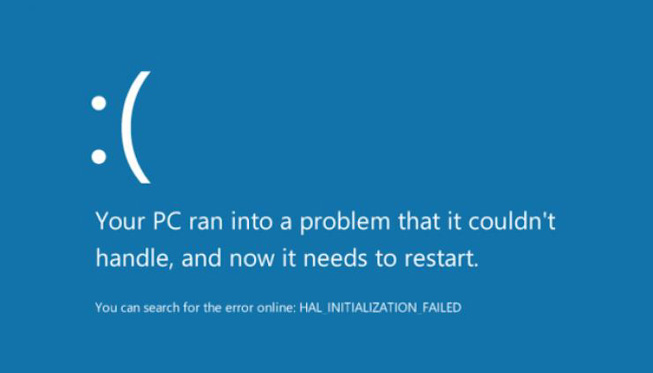 :(
Your PC ran into a problem that it couldn't
handle, and now it needs to restart.
You can search for the error online: HAL_INITIALIZATION_FAILED